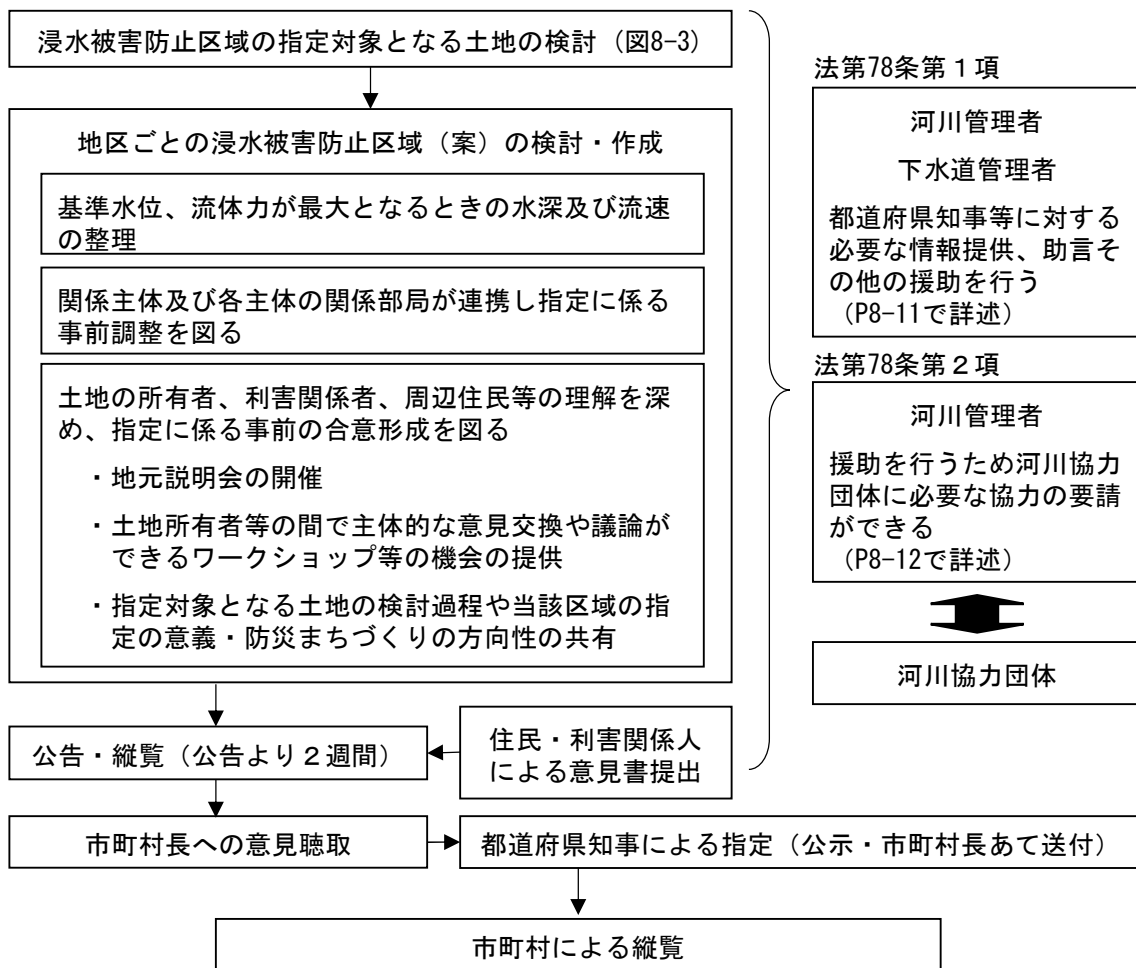 浸水被害防止区域の指定対象となる土地の検討（図8-3）
地区ごとの浸水被害防止区域（案）の検討・作成
基準水位、流体力が最大となるときの水深及び流速
の整理
関係主体及び各主体の関係部局が連携し指定に係る
事前調整を図る
土地の所有者、利害関係者、周辺住民等の理解を深
め、指定に係る事前の合意形成を図る
・地元説明会の開催
・土地所有者等の間で主体的な意見交換や議論が
できるワークショップ等の機会の提供
・指定対象となる土地の検討過程や当該区域の指
定の意義・防災まちづくりの方向性の共有
公告・縦覧（公告より２週間）
住民・利害関係人
による意見書提出
市町村長への意見聴取
都道府県知事による指定（公示・市町村長あて送付）
市町村による縦覧
法第78条第１項
河川管理者
下水道管理者
都道府県知事等に対する
必要な情報提供、助言そ
の他の援助を行う
（P8-11で詳述）
法第78条第２項
河川管理者
援助を行うため河川協力
団体に必要な協力の要請
ができる
（P8-12で詳述）
河川協力団体